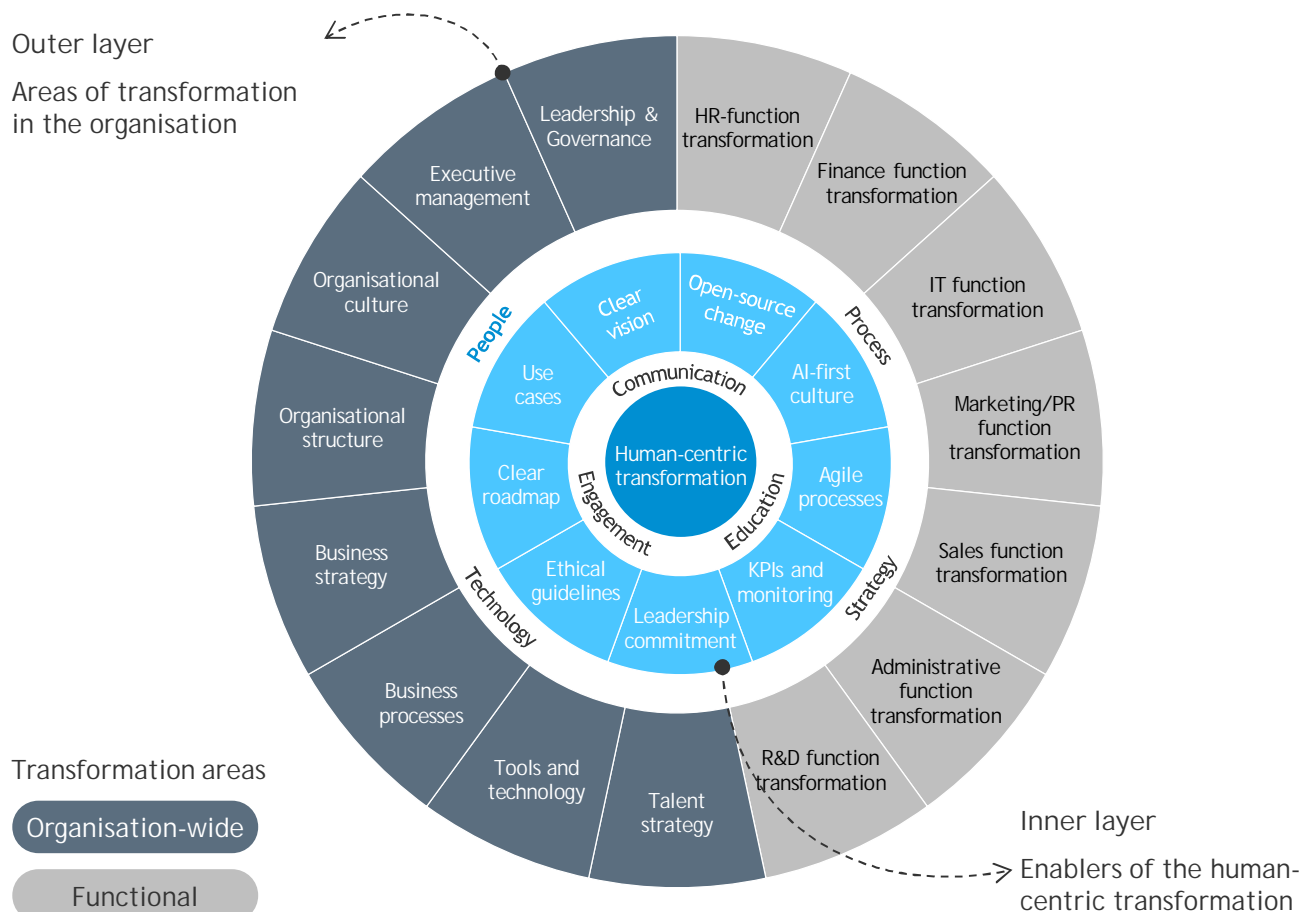 Outer layer
Areas of transformation
in the organisation
Leadership &
Governance
HR-function
transformation
Finance function
transformation
IT function
transformation
Marketing/PR
function
transformation
Sales function
transformation
Administrative
function
transformation
R&D function
transformation
Talent
strategy
Tools and
technology
Business
processes
Business
strategy
Organisational
structure
Organisational
culture
Executive
management
People
Process
Strategy
Technology
Clear
vision
Open-source
change
AI-first
culture
Agile
processes
KPIs and
monitoring
Leadership
commitment
Ethical
guidelines
Clear
roadmap
Use
cases
Communication
Education
Engagement
Human-centric
transformation
Transformation areas
Organisation-wide
Functional
Inner layer
Enablers of the human-
centric transformation